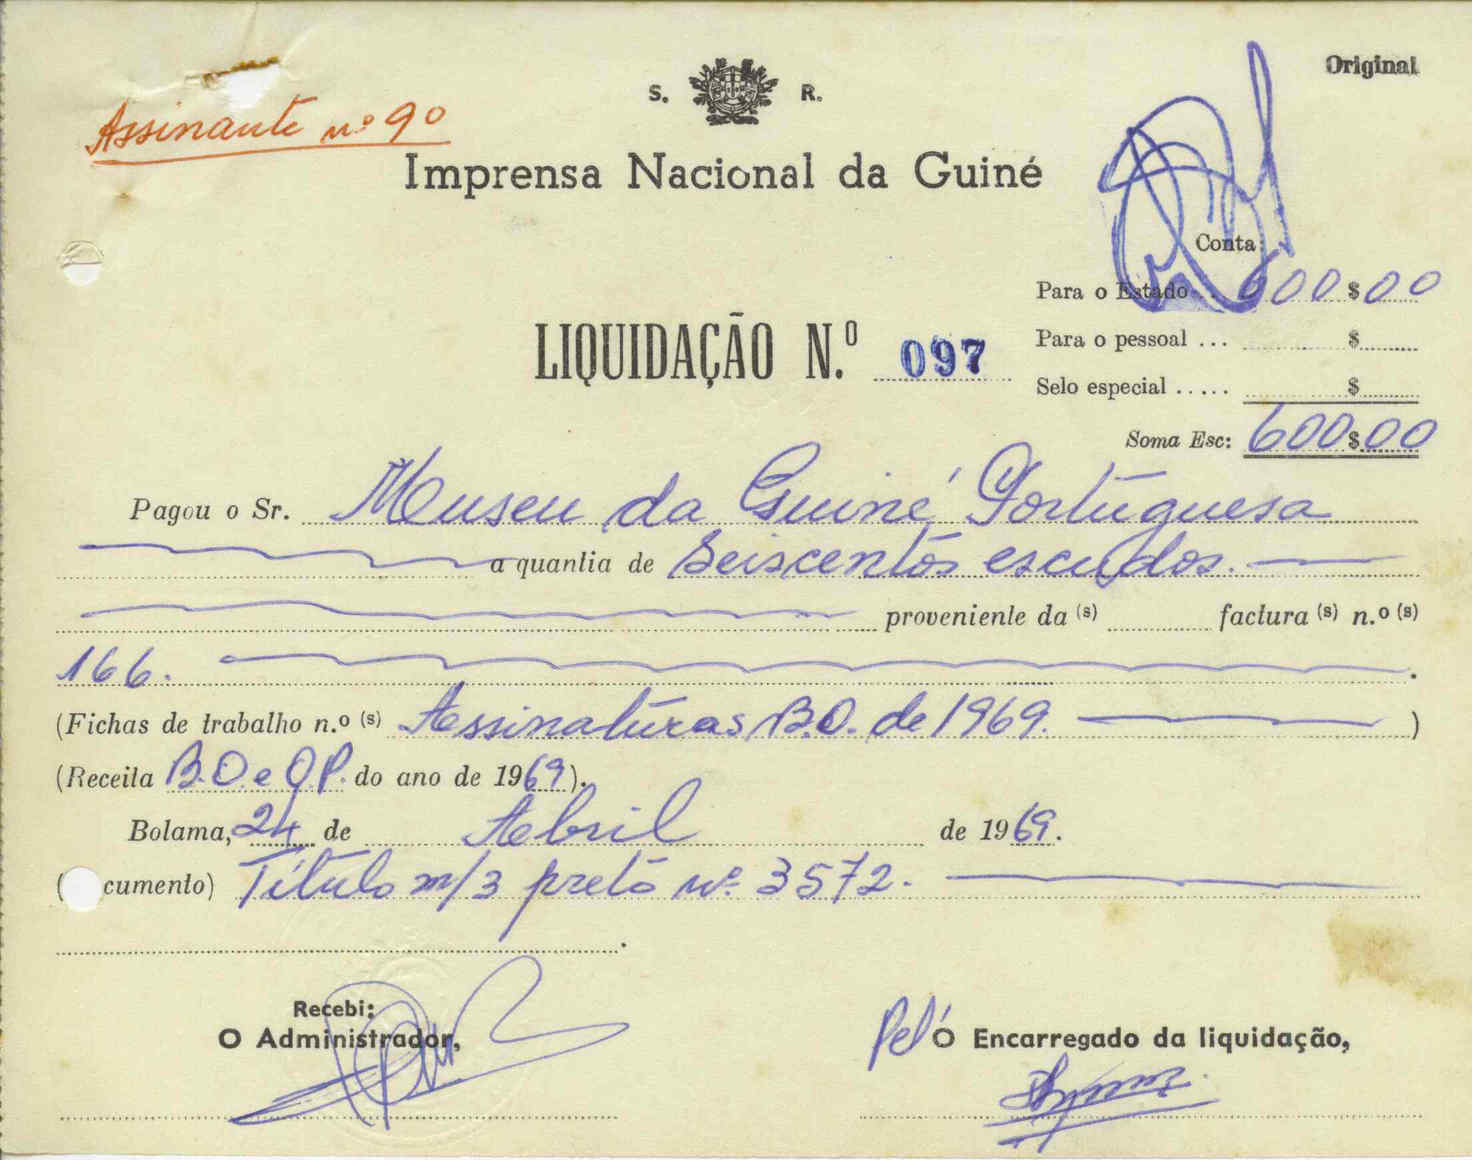 Original
Assinante nº 90
S. R.
Imprensa Nacional da Guiné
Conta:
Para o Estado . . 600$00
LIQUIDAÇÃO N.º 097
Para o pessoal ... $
Selo especial ..... $
Soma Esc: 600$00
Pagou o Sr. Museu da Guiné Portuguesa
a quantia de Seiscentos escudos.
proveniente da (s) factura (s) n.º (s)
166.
(Fichas de trabalho n.º (s) Assinaturas B.O. de 1969. )
(Receita B.O e O.P. do ano de 1969).
Bolama, 24 de Abril de 1969.
( cumento) Título m/3 preto nº 3572.
Recebi:
O Administrador,
Pel'O Encarregado da liquidação,